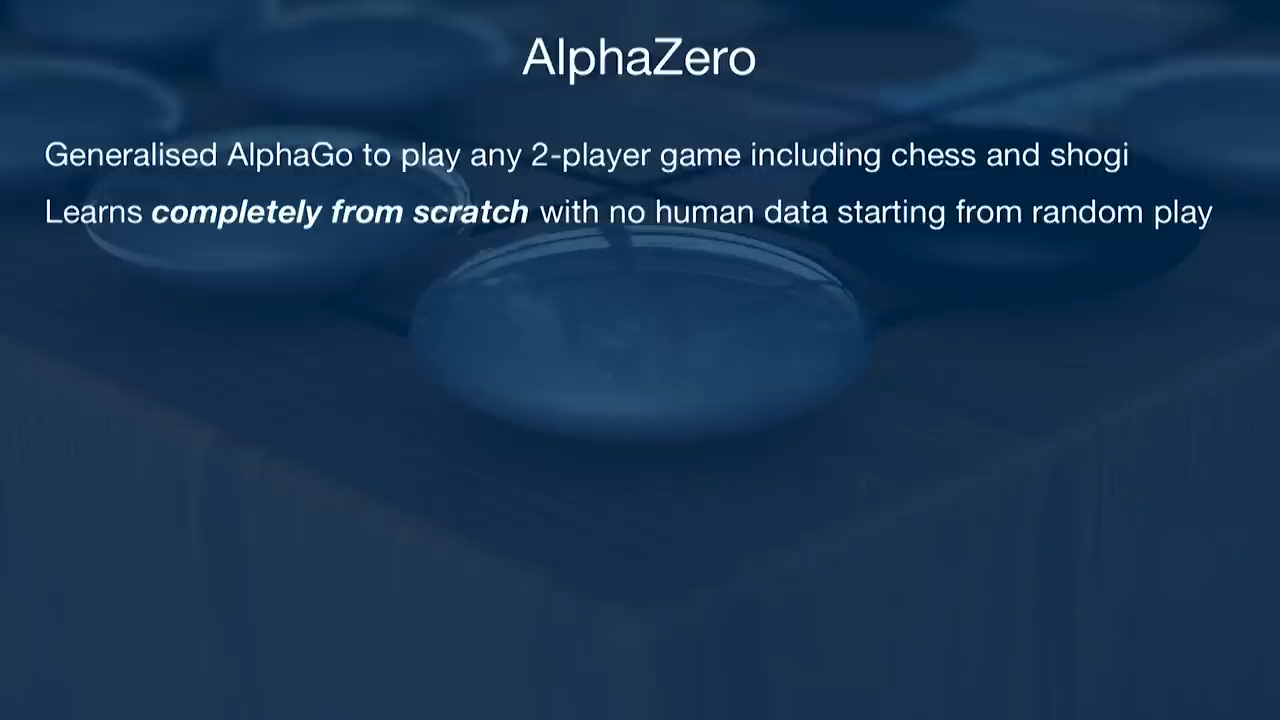 AlphaZero
Generalised AlphaGo to play any 2-player game including chess and shogi
Learns completely from scratch with no human data starting from random play